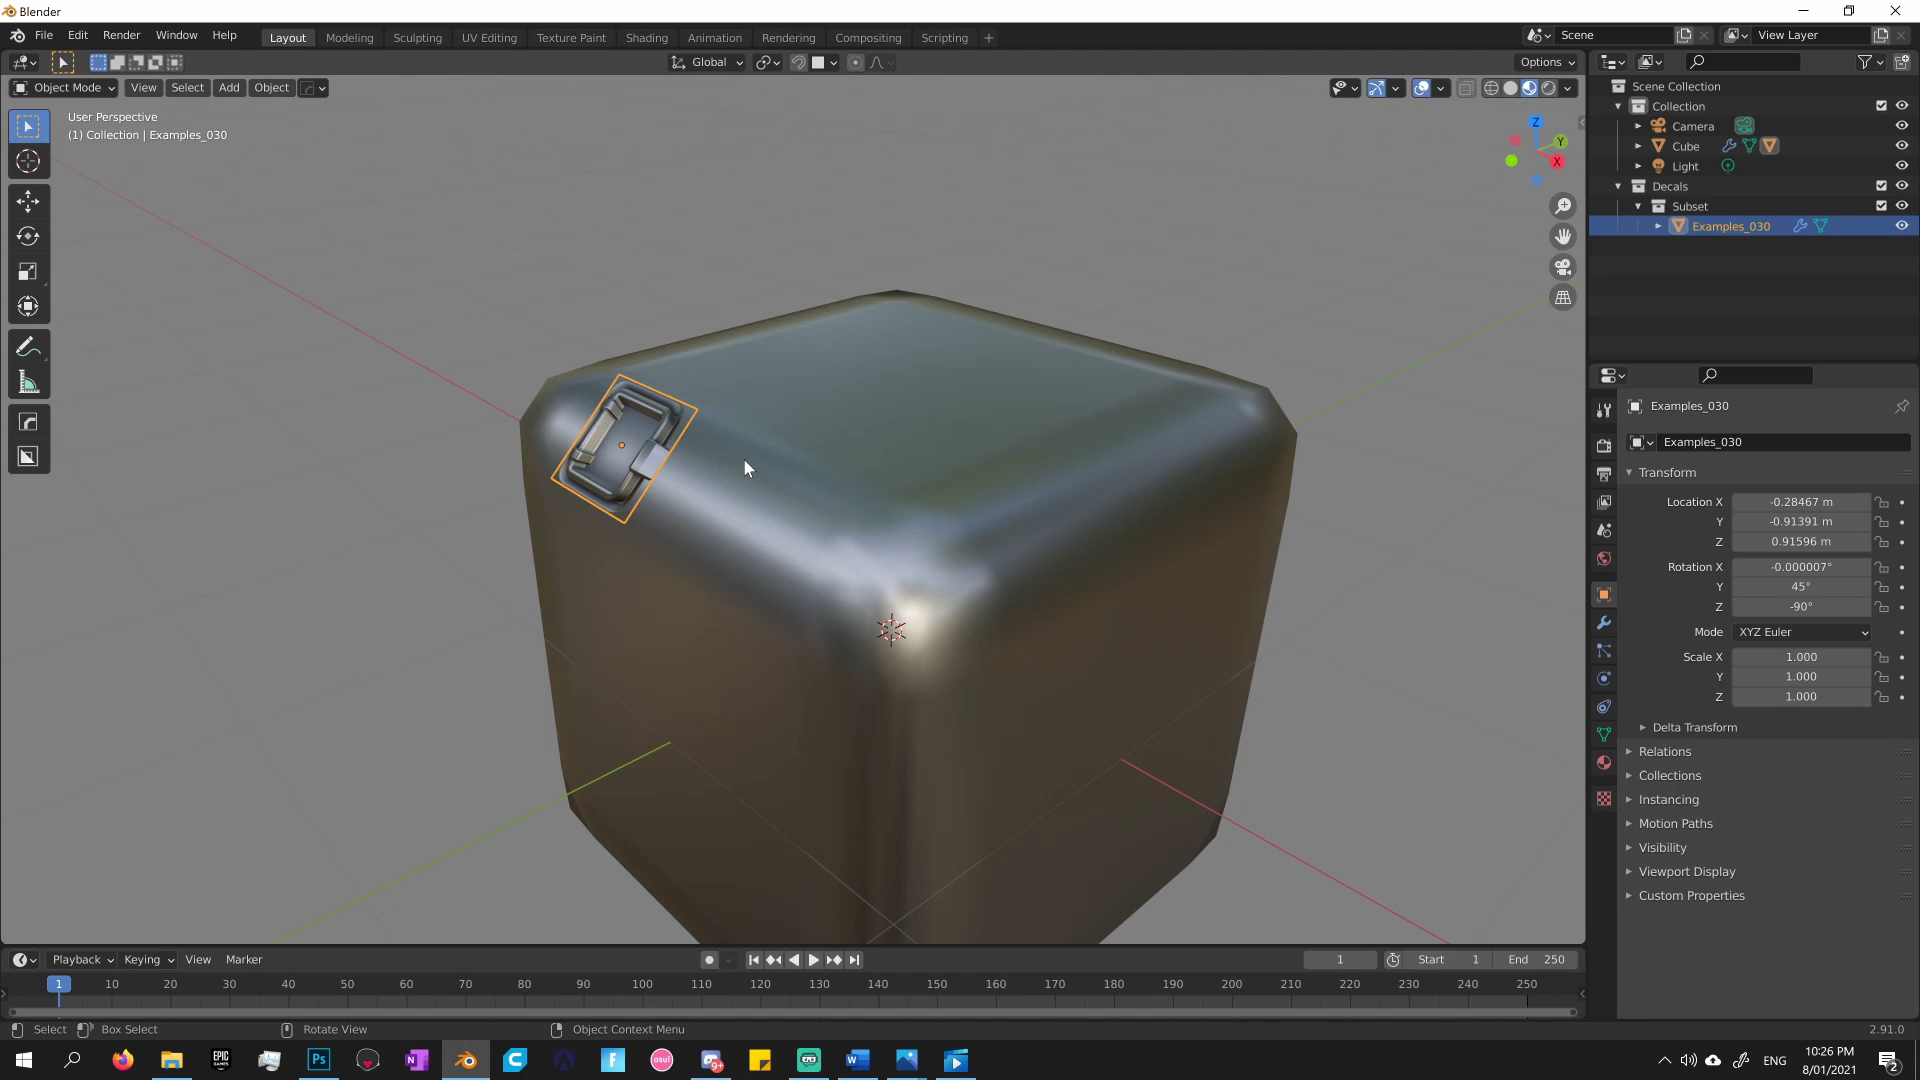 Blender
File Edit Render Window Help Layout Modeling Sculpting UV Editing Texture Paint Shading Animation Rendering Compositing Scripting + Scene View Layer
Global Options
Object Mode View Select Add Object
User Perspective
(1) Collection | Examples_030
Z
Y
X
Scene Collection
Collection
Camera
Cube
Light
Decals
Subset
Examples_030
Examples_030
Examples_030
Transform
Location X -0.28467 m
Y -0.91391 m
Z 0.91596 m
Rotation X -0.000007°
Y 45°
Z -90°
Mode XYZ Euler
Scale X 1.000
Y 1.000
Z 1.000
Delta Transform
Relations
Collections
Instancing
Motion Paths
Visibility
Viewport Display
Custom Properties
Playback Keying View Marker 1 Start 1 End 250
1 10 20 30 40 50 60 70 80 90 100 110 120 130 140 150 160 170 180 190 200 210 220 230 240 250
Select Box Select Rotate View Object Context Menu 2.91.0
EPIC GAMES Ps N C F osu! 9+ W ENG 10:26 PM 2
8/01/2021